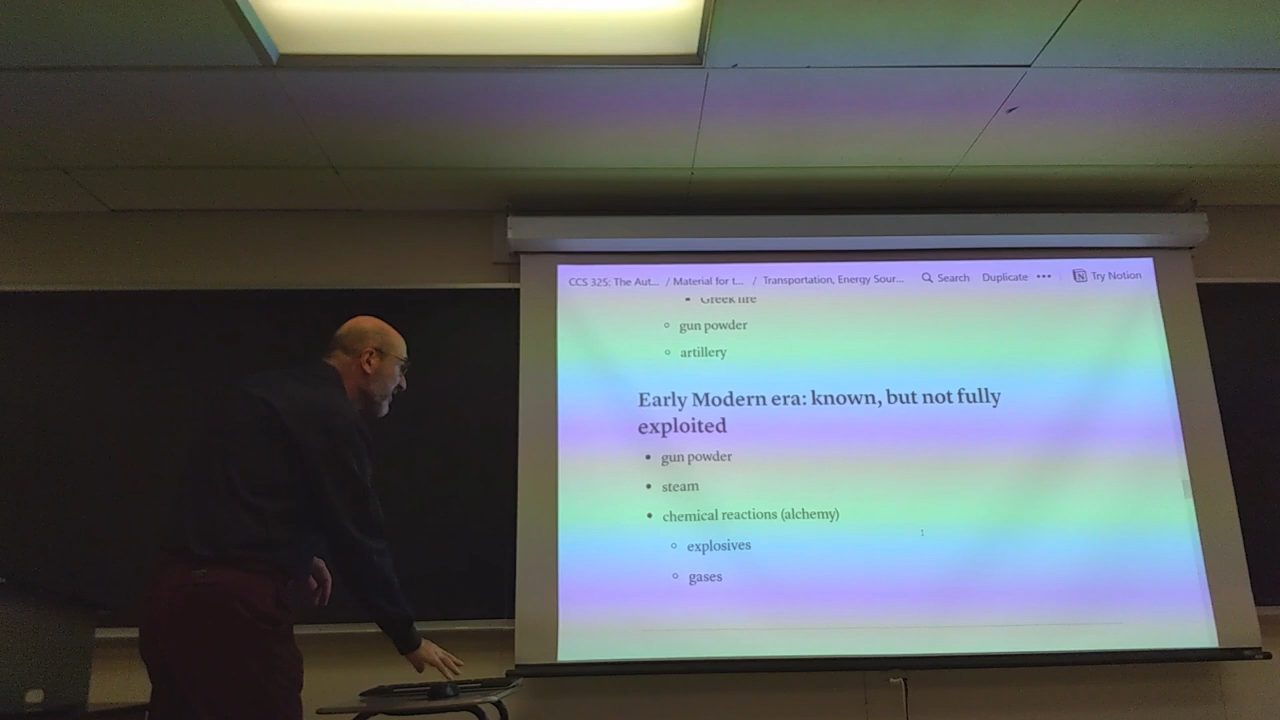 CCS 325: The Aut... / Material for t... / Transportation, Energy Sour... Search Duplicate ••• Try Notion
Greek fire
gun powder
artillery
Early Modern era: known, but not fully
exploited
gun powder
steam
chemical reactions (alchemy)
explosives
gases